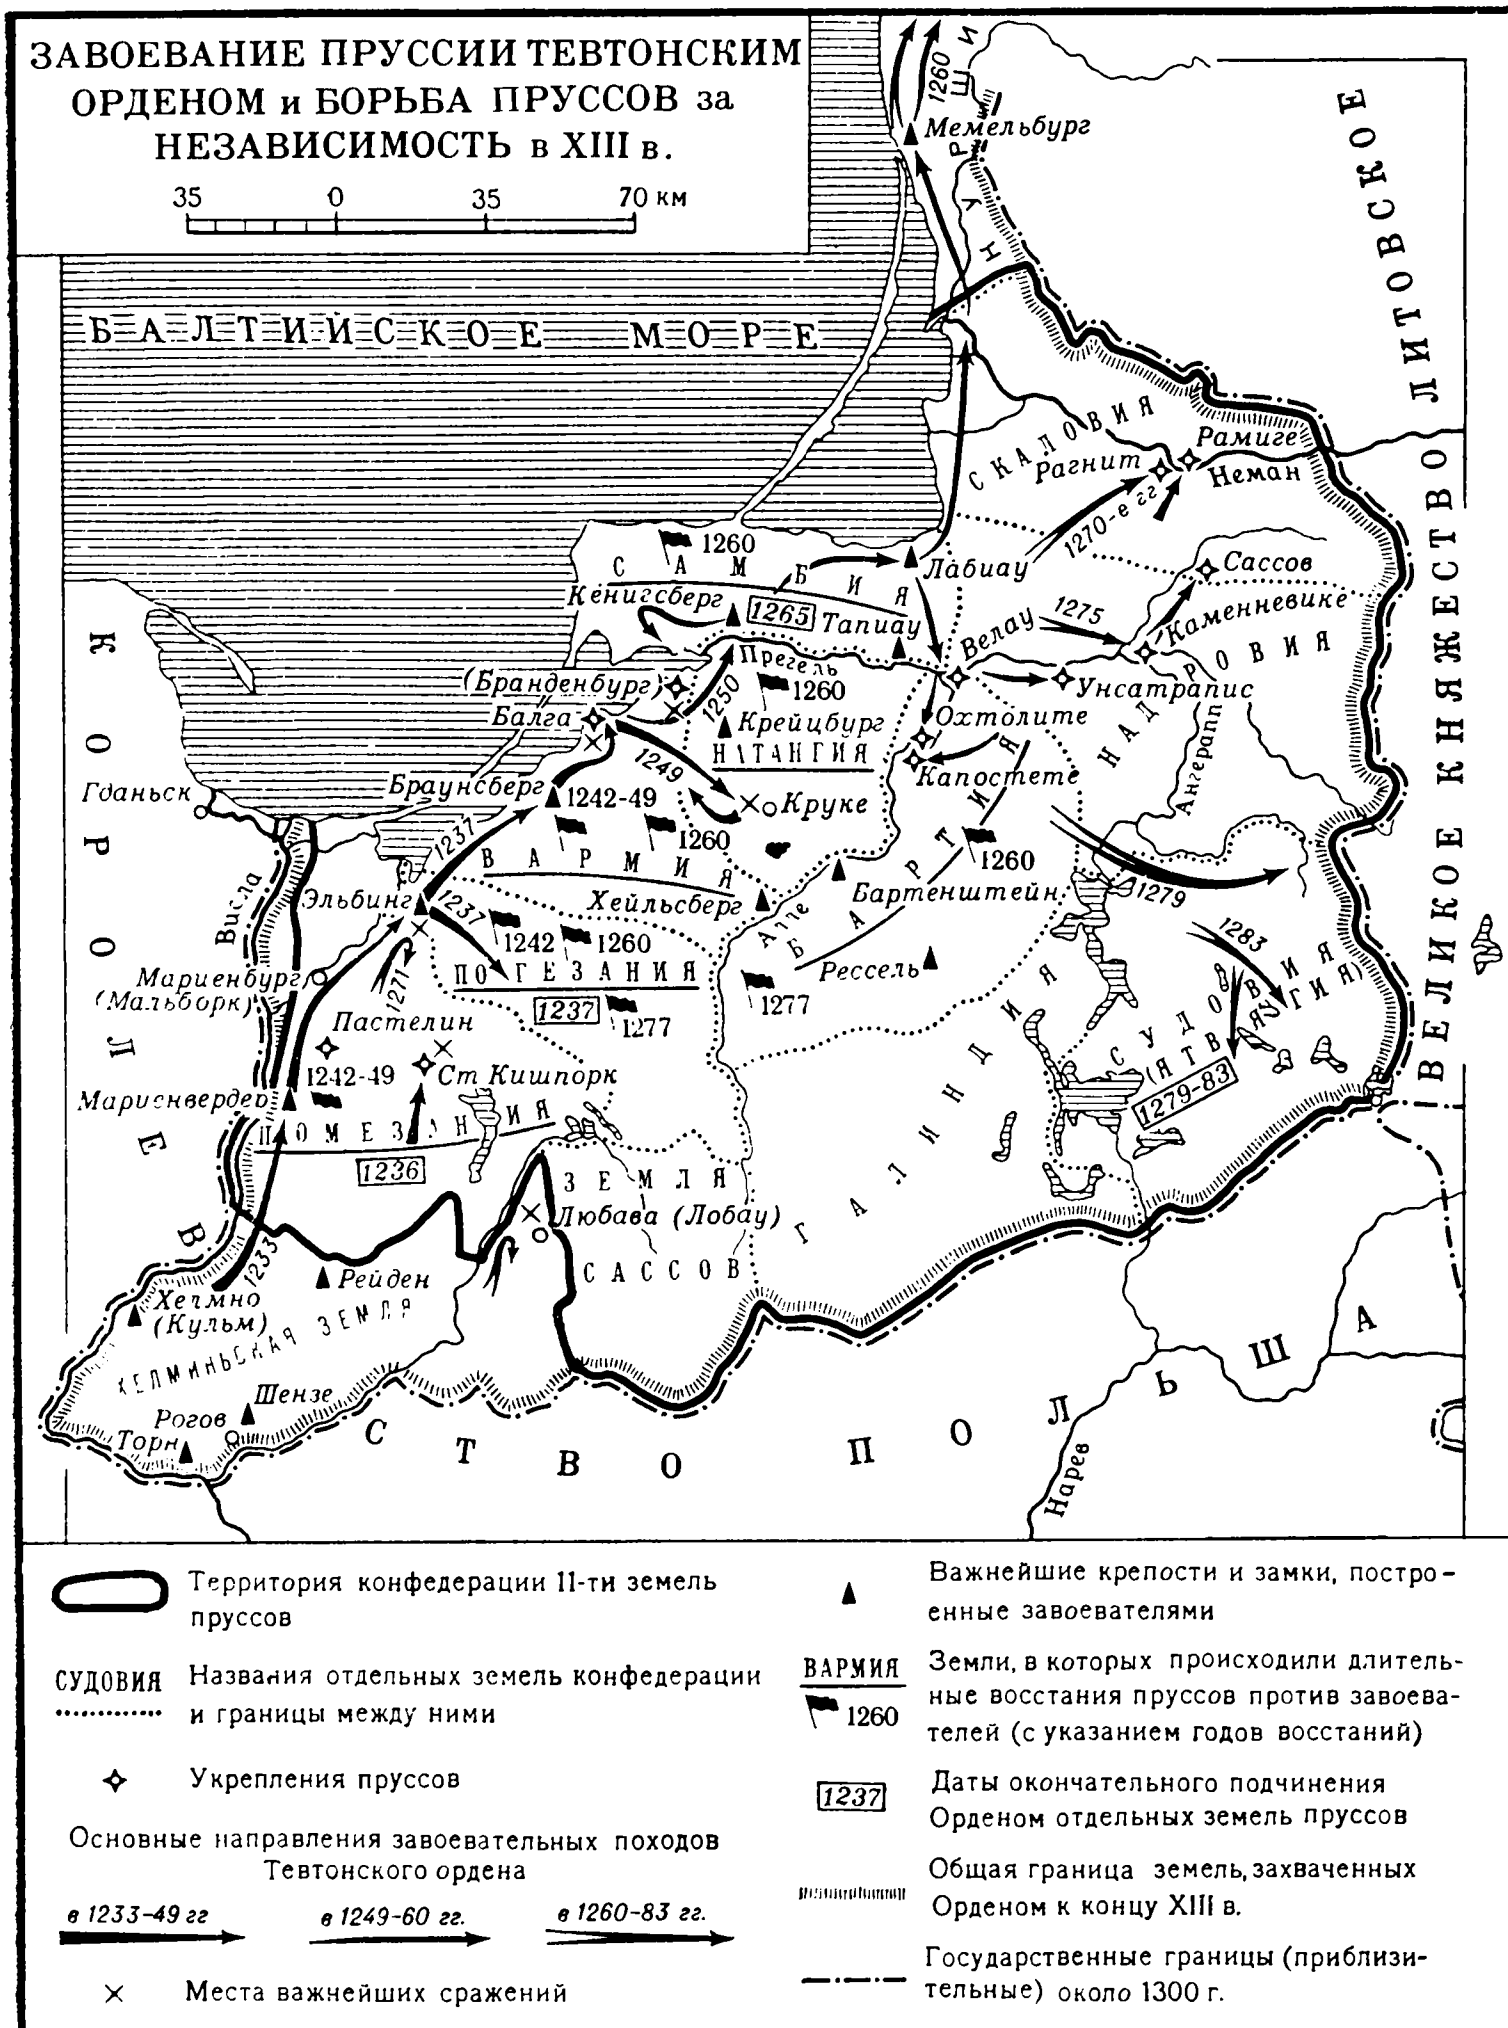 ЗАВОЕВАНИЕ ПРУССИИ ТЕВТОНСКИМ
ОРДЕНОМ и БОРЬБА ПРУССОВ за
НЕЗАВИСИМОСТЬ в XIII в.
35 0 35 70 км
1260
КУРШИ
Мемельбург
БАЛТИЙСКОЕ МОРЕ
ВЕЛИКОЕ КНЯЖЕСТВО ЛИТОВСКОЕ
СКАЛОВИЯ
Рамиге
Рагнит
Неман
1270-е гг
1260
САМБИЯ
Лабиау
Сассов
Кенигсберг
1265
Тапиау
Велау
1275
Каменневике
НАДРОВИЯ
Прегель
(Бранденбург)
1250
1260
Унсатрапис
Балга
Крейцбург
Охтолите
НАТАНГИЯ
1249
Капостете
Ангерапп
Гданьск
Браунсберг
1242-49
Круке
1237
1260
ВАРМИЯ
1260
БАРТИЯ
Висла
Эльбинг
1237
Хейльсберг
Бартенштейн
1279
1242
1260
Алле
1283
Мариенбург
(Мальборк)
1271
ПОГЕЗАНИЯ
Рессель
1237
1277
1277
СУДОВИЯ
(ЯТВЯГИЯ)
Пастелин
1242-49
Ст Кишпорк
1279-83
Мариенвердер
ПОМЕЗАНИЯ
1236
ГАЛИНДИЯ
ЗЕМЛЯ
Любава (Лобау)
САССОВ
1233
Рейден
Хелмно
(Кульм)
ХЕЛМИНЬСКАЯ ЗЕМЛЯ
Шензе
Рогов
Торн
КОРОЛЕВСТВО ПОЛЬША
Нарев
Территория конфедерации 11-ти земель
пруссов
СУДОВИЯ Названия отдельных земель конфедерации
и границы между ними
Укрепления пруссов
Основные направления завоевательных походов
Тевтонского ордена
в 1233-49 гг в 1249-60 гг. в 1260-83 гг.
Места важнейших сражений
Важнейшие крепости и замки, постро-
енные завоевателями
ВАРМИЯ Земли, в которых происходили длитель-
1260 ные восстания пруссов против завоева-
телей (с указанием годов восстаний)
1237 Даты окончательного подчинения
Орденом отдельных земель пруссов
Общая граница земель, захваченных
Орденом к концу XIII в.
Государственные границы (приблизи-
тельные) около 1300 г.